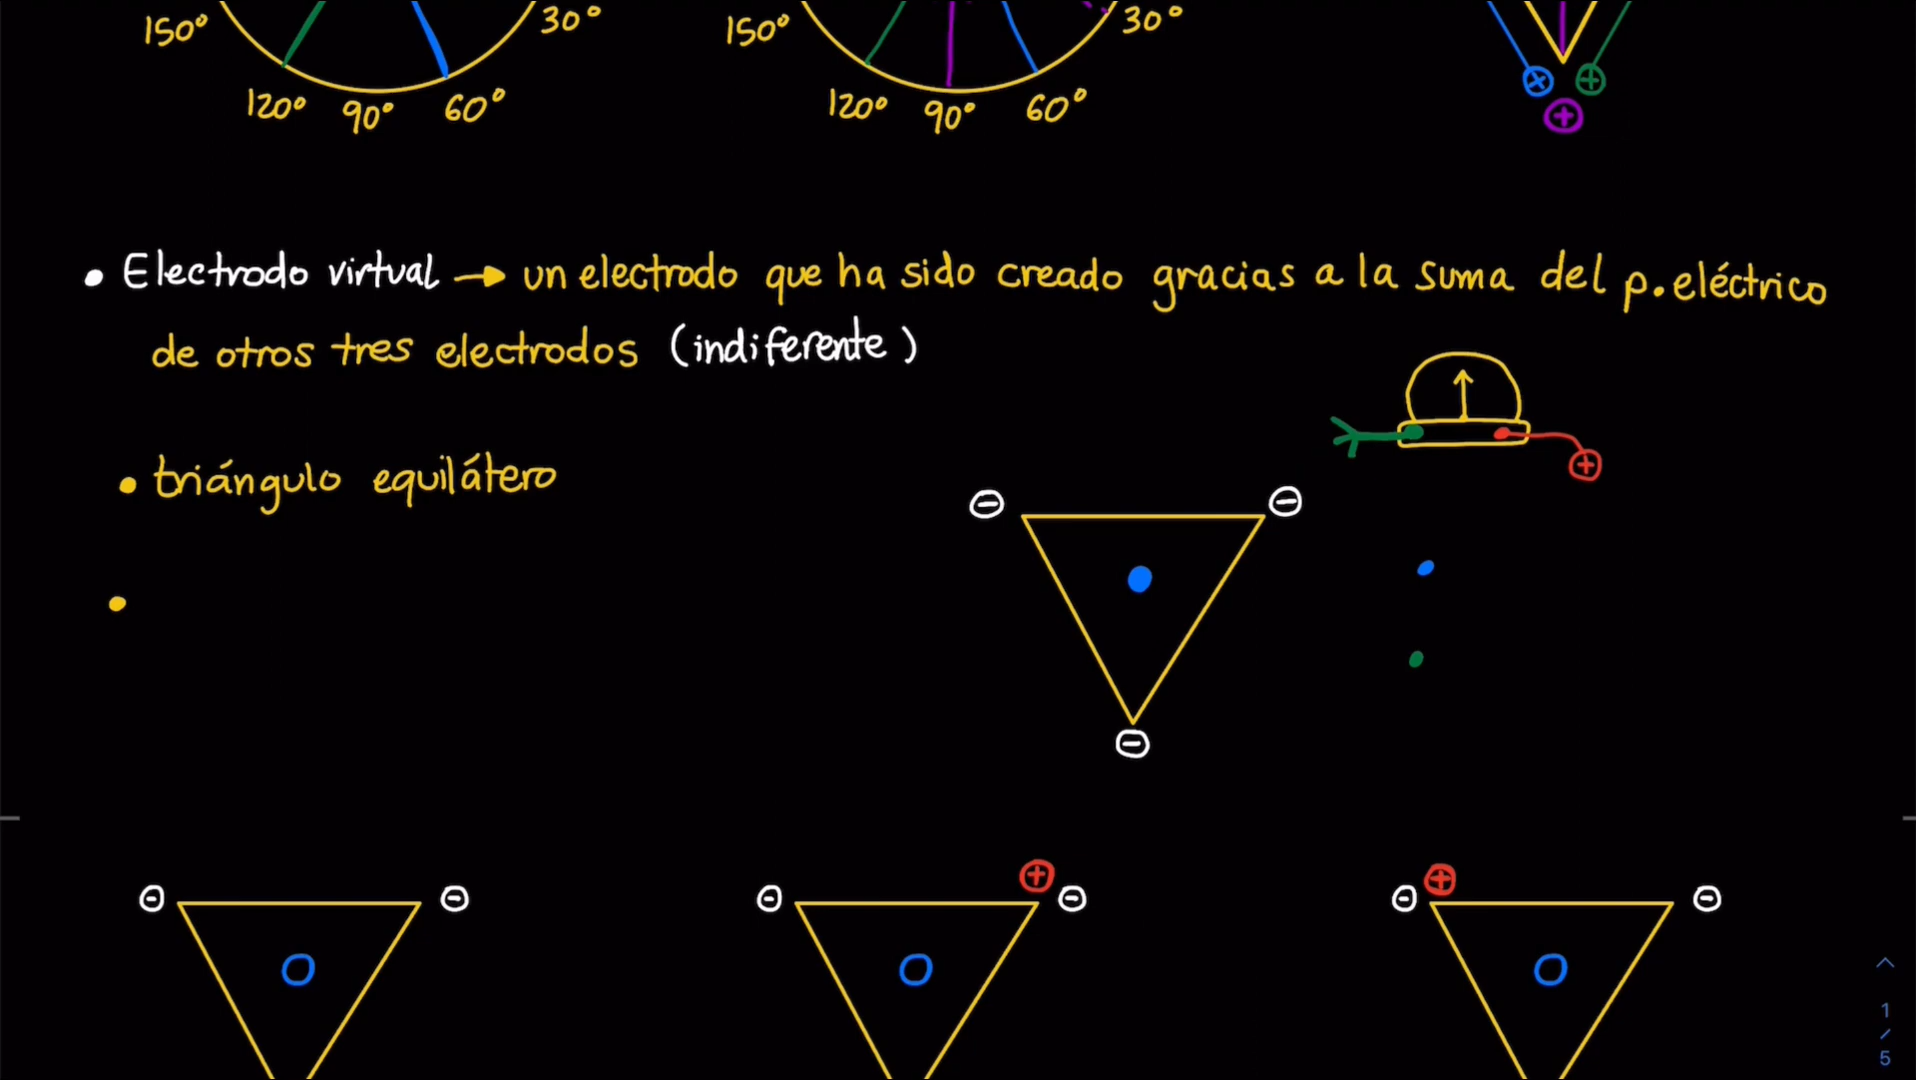 150° 30° 150° 30°
120° 90° 60° 120° 90° 60°
+ + +
• Electrodo virtual → un electrodo que ha sido creado gracias a la suma del p.eléctrico
de otros tres electrodos (indiferente)
+
• triángulo equilátero
- -
•
-
+ +
- - - - - -
1
/
5